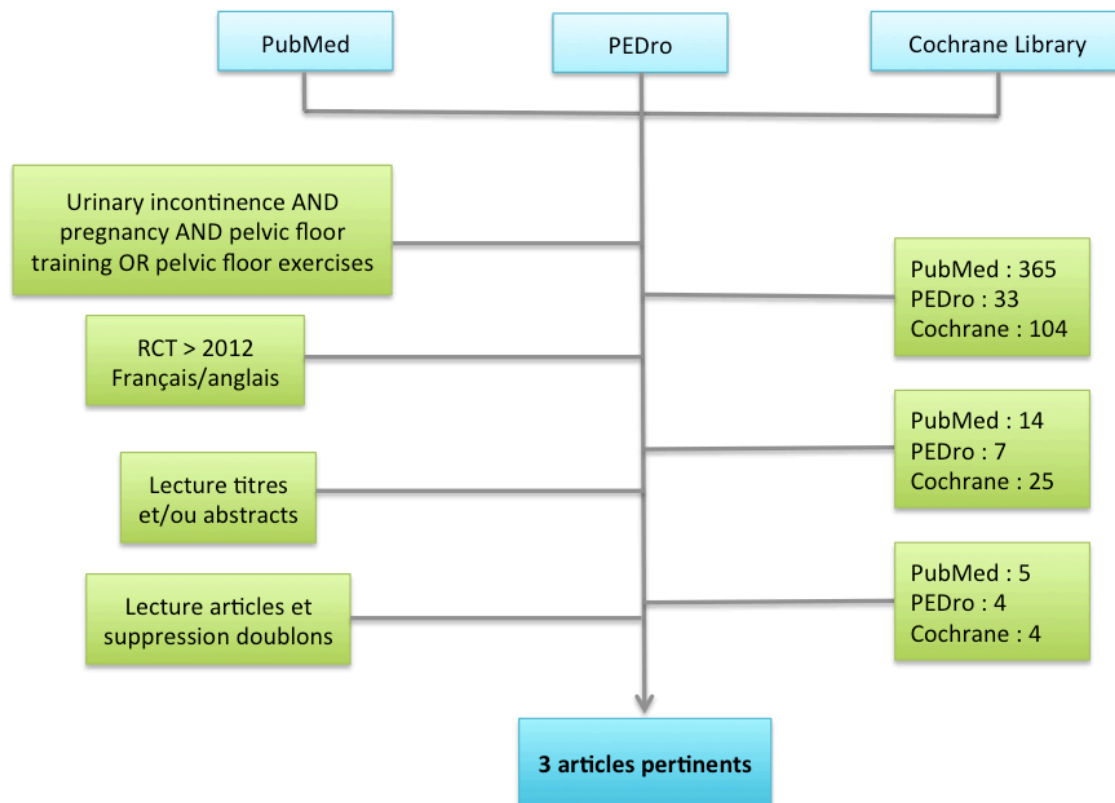 PubMed
PEDro
Cochrane Library
Urinary incontinence AND
pregnancy AND pelvic floor
training OR pelvic floor exercises
PubMed : 365
PEDro : 33
Cochrane : 104
RCT > 2012
Français/anglais
PubMed : 14
PEDro : 7
Cochrane : 25
Lecture titres
et/ou abstracts
PubMed : 5
PEDro : 4
Cochrane : 4
Lecture articles et
suppression doublons
3 articles pertinents